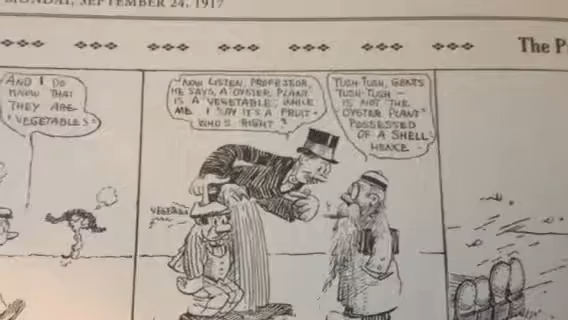 MONDAY, SEPTEMBER 24, 1917
The P
AND I DO
KNOW THAT
THEY ARE
"VEGETABLES"
NOW LISTEN, PROFESSOR,
HE SAYS A OYSTER PLANT
IS A VEGETABLE, WHILE
ME I SAY IT'S A FRUIT -
WHO'S RIGHT?
TUSH-TUSH, GENTS
TUSH-TUSH -
IS NOT THE
"OYSTER PLANT"
POSSESSED
OF A SHELL
HENCE -
VEGETABLE